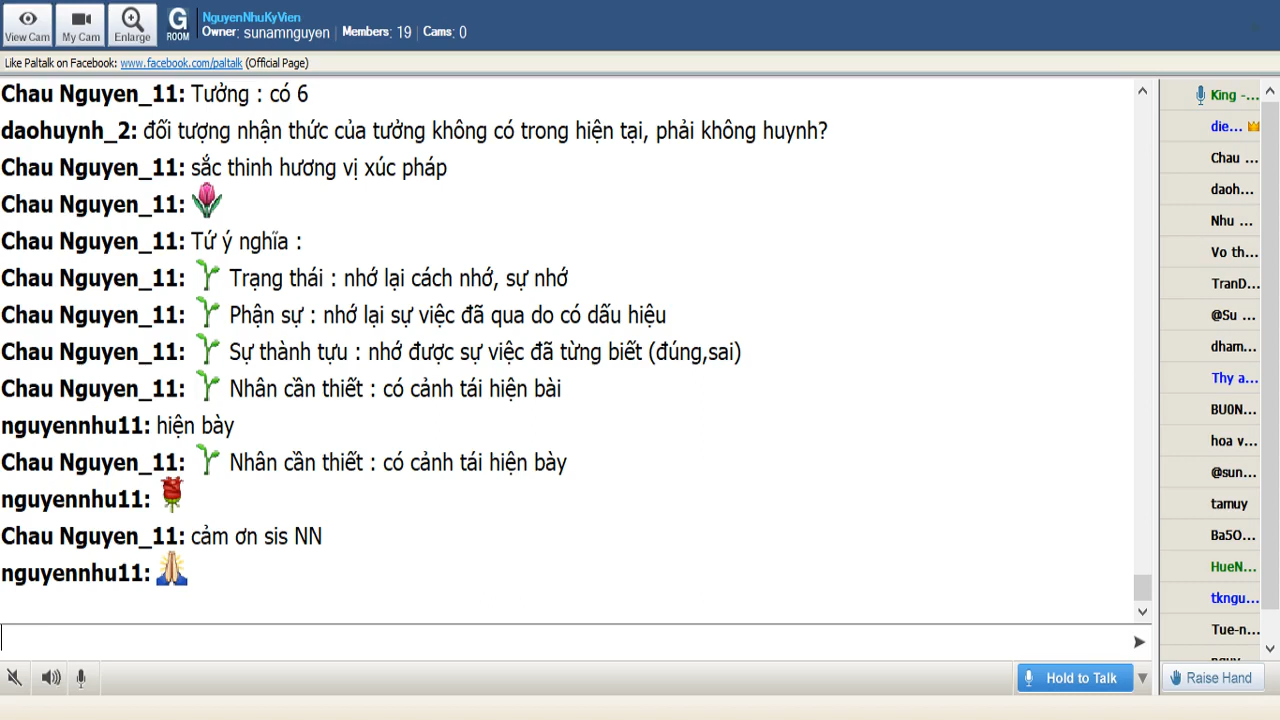 View Cam
My Cam
Enlarge
G
ROOM
NguyenNhuKyVien
Owner: sunamnguyen | Members: 19 | Cams: 0
Like Paltalk on Facebook: www.facebook.com/paltalk (Official Page)
Chau Nguyen_11: Tưởng : có 6
daohuynh_2: đối tượng nhận thức của tưởng không có trong hiện tại, phải không huynh?
Chau Nguyen_11: sắc thinh hương vị xúc pháp
Chau Nguyen_11:
Chau Nguyen_11: Tứ ý nghĩa :
Chau Nguyen_11: Trạng thái : nhớ lại cách nhớ, sự nhớ
Chau Nguyen_11: Phận sự : nhớ lại sự việc đã qua do có dấu hiệu
Chau Nguyen_11: Sự thành tựu : nhớ được sự việc đã từng biết (đúng,sai)
Chau Nguyen_11: Nhân cần thiết : có cảnh tái hiện bài
nguyennhu11: hiện bày
Chau Nguyen_11: Nhân cần thiết : có cảnh tái hiện bày
nguyennhu11:
Chau Nguyen_11: cảm ơn sis NN
nguyennhu11:
King -...
die...
Chau ...
daoh...
Nhu ...
Vo th...
TranD...
@Su ...
dham...
Thy a...
BU0N...
hoa v...
@sun...
tamuy
Ba5O...
HueN...
tkngu...
Tue-n...
Hold to Talk
Raise Hand